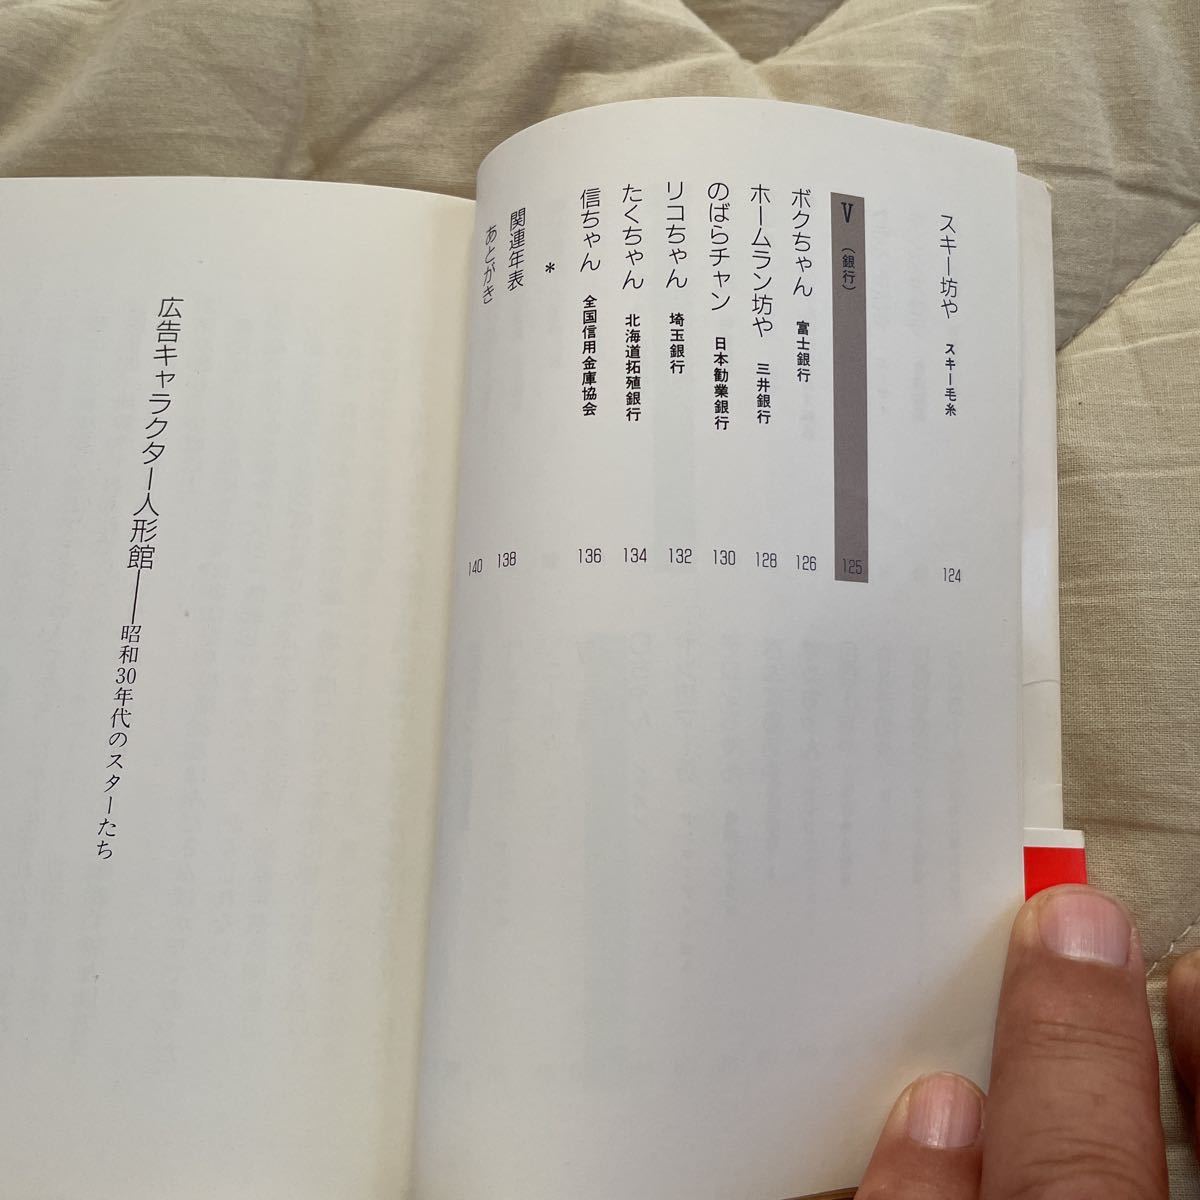 スキー坊や スキー毛糸 124
V (銀行) 125
ボクちゃん 富士銀行 126
ホームラン坊や 三井銀行 128
のばらチャン 日本勧業銀行 130
リコちゃん 埼玉銀行 132
たくちゃん 北海道拓殖銀行 134
信ちゃん 全国信用金庫協会 136
*
関連年表 138
あとがき 140
広告キャラクター人形館——昭和30年代のスターたち